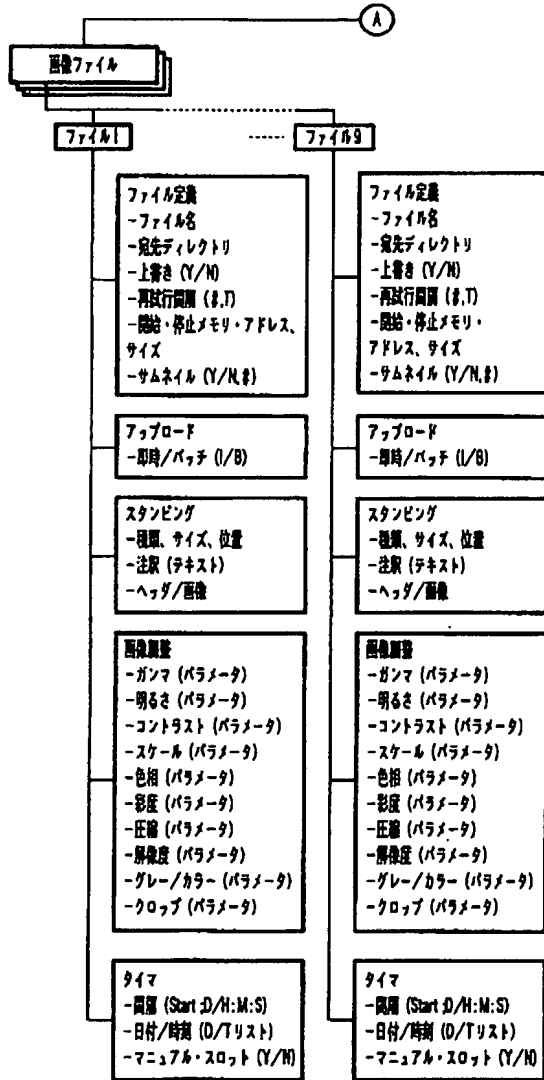 A
画像ファイル
ファイル1
ファイル9
ファイル定義
-ファイル名
-宛先ディレクトリ
-上書き (Y/N)
-再試行間隔 (#,T)
-開始・停止メモリ・アドレス、
サイズ
-サムネイル (Y/N,#)
アップロード
-即時/バッチ (I/B)
スタンピング
-種類、サイズ、位置
-注釈 (テキスト)
-ヘッダ/画像
画像調整
-ガンマ (パラメータ)
-明るさ (パラメータ)
-コントラスト (パラメータ)
-スケール (パラメータ)
-色相 (パラメータ)
-彩度 (パラメータ)
-圧縮 (パラメータ)
-解像度 (パラメータ)
-グレー/カラー (パラメータ)
-クロップ (パラメータ)
タイマ
-間隔 (Start;D/H:M:S)
-日付/時刻 (D/Tリスト)
-マニュアル・スロット (Y/N)
ファイル定義
-ファイル名
-宛先ディレクトリ
-上書き (Y/N)
-再試行間隔 (#,T)
-開始・停止メモリ・
アドレス、サイズ
-サムネイル (Y/N,#)
アップロード
-即時/バッチ (I/B)
スタンピング
-種類、サイズ、位置
-注釈 (テキスト)
-ヘッダ/画像
画像調整
-ガンマ (パラメータ)
-明るさ (パラメータ)
-コントラスト (パラメータ)
-スケール (パラメータ)
-色相 (パラメータ)
-彩度 (パラメータ)
-圧縮 (パラメータ)
-解像度 (パラメータ)
-グレー/カラー (パラメータ)
-クロップ (パラメータ)
タイマ
-間隔 (Start;D/H:M:S)
-日付/時刻 (D/Tリスト)
-マニュアル・スロット (Y/N)